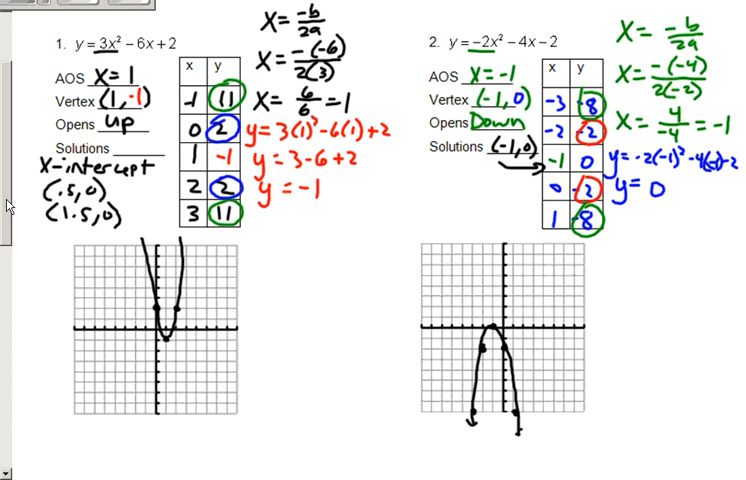 1. y = 3x² – 6x + 2
AOS x = 1
Vertex (1, -1)
Opens up
Solutions
x-intercept
(.5, 0)
(1.5, 0)
x y
-1 11
0 2
1 -1
2 2
3 11
x = -b/2a
x = -(-6)/2(3)
x = 6/6 = 1
y = 3(1)² - 6(1) + 2
y = 3 - 6 + 2
y = -1
2. y = –2x² – 4x – 2
AOS x = -1
Vertex (-1, 0)
Opens Down
Solutions (-1, 0)
x y
-3 -8
-2 -2
-1 0
0 -2
1 -8
x = -b/2a
x = -(-4)/2(-2)
x = 4/-4 = -1
y = -2(-1)² - 4(-1) - 2
y = 0